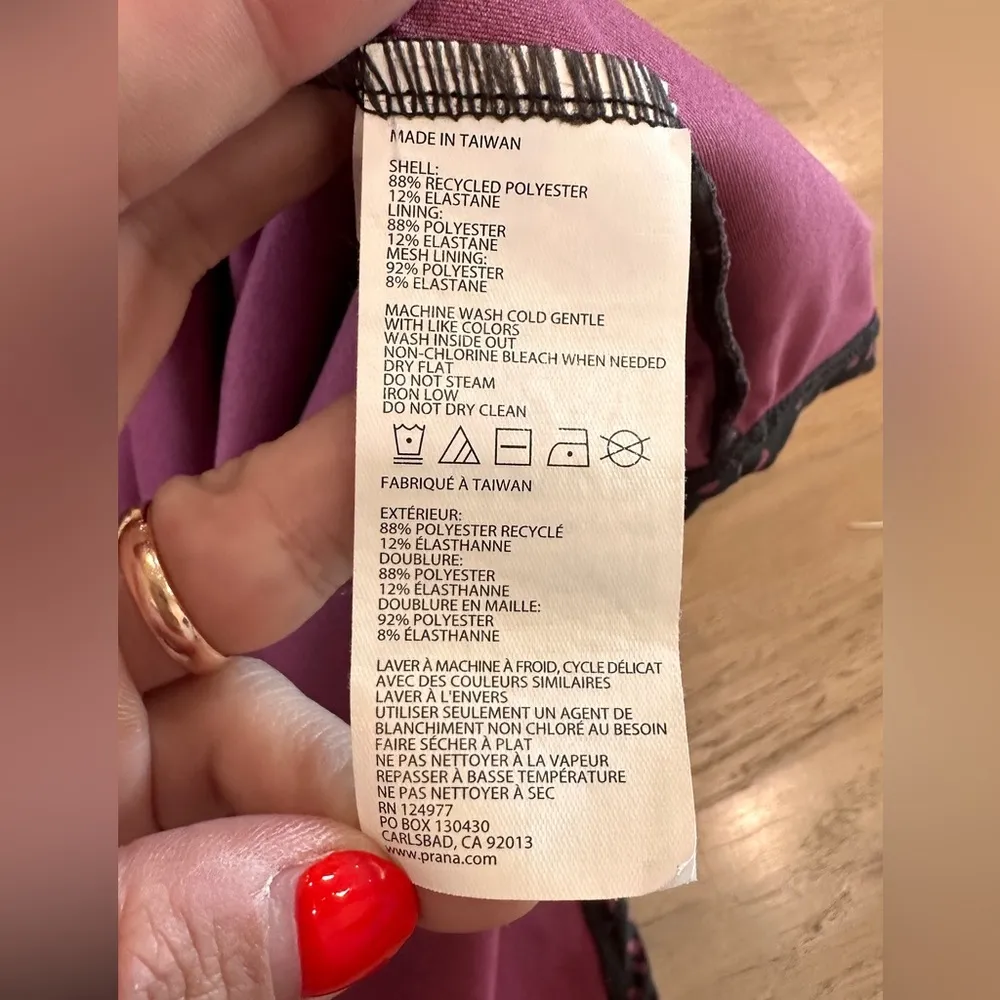 MADE IN TAIWAN
SHELL:
88% RECYCLED POLYESTER
12% ELASTANE
LINING:
88% POLYESTER
12% ELASTANE
MESH LINING:
92% POLYESTER
8% ELASTANE
MACHINE WASH COLD GENTLE
WITH LIKE COLORS
WASH INSIDE OUT
NON-CHLORINE BLEACH WHEN NEEDED
DRY FLAT
DO NOT STEAM
IRON LOW
DO NOT DRY CLEAN
FABRIQUÉ À TAIWAN
EXTÉRIEUR:
88% POLYESTER RECYCLÉ
12% ÉLASTHANNE
DOUBLURE:
88% POLYESTER
12% ÉLASTHANNE
DOUBLURE EN MAILLE:
92% POLYESTER
8% ÉLASTHANNE
LAVER À MACHINE À FROID, CYCLE DÉLICAT
AVEC DES COULEURS SIMILAIRES
LAVER À L'ENVERS
UTILISER SEULEMENT UN AGENT DE
BLANCHIMENT NON CHLORÉ AU BESOIN
FAIRE SÉCHER À PLAT
NE PAS NETTOYER À LA VAPEUR
REPASSER À BASSE TEMPÉRATURE
NE PAS NETTOYER À SEC
RN 124977
PO BOX 130430
CARLSBAD, CA 92013
www.prana.com